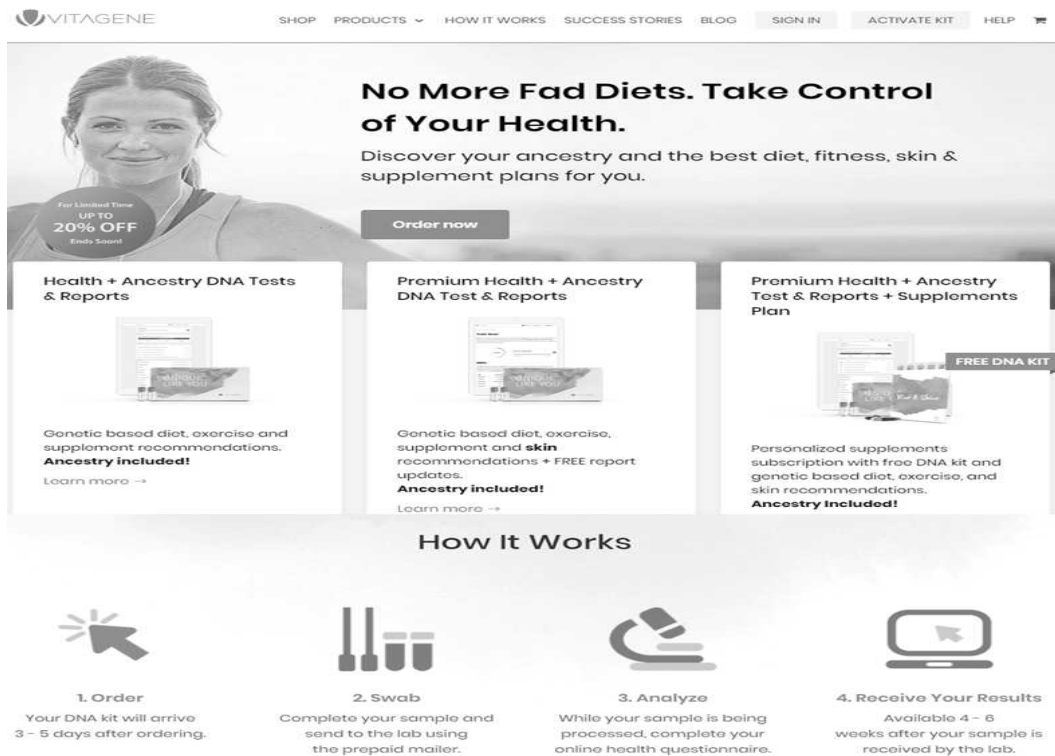 VITAGENE
SHOP PRODUCTS HOW IT WORKS SUCCESS STORIES BLOG SIGN IN ACTIVATE KIT HELP
No More Fad Diets. Take Control
of Your Health.
Discover your ancestry and the best diet, fitness, skin &
supplement plans for you.
For Limited Time
UP TO
20% OFF
Ends Soon!
Order now
Health + Ancestry DNA Tests
& Reports
Genetic based diet, exercise and
supplement recommendations.
Ancestry included!
Learn more →
Premium Health + Ancestry
DNA Test & Reports
UNIQUE
LIKE YOU
Genetic based diet, exercise,
supplement and skin
recommendations + FREE report
updates.
Ancestry included!
Learn more →
Premium Health + Ancestry
Test & Reports + Supplements
Plan
FREE DNA KIT
Personalized supplements
subscription with free DNA kit and
genetic based diet, exercise, and
skin recommendations.
Ancestry Included!
How It Works
1. Order
Your DNA kit will arrive
3 - 5 days after ordering.
2. Swab
Complete your sample and
send to the lab using
the prepaid mailer.
3. Analyze
While your sample is being
processed, complete your
online health questionnaire.
4. Receive Your Results
Available 4 - 6
weeks after your sample is
received by the lab.